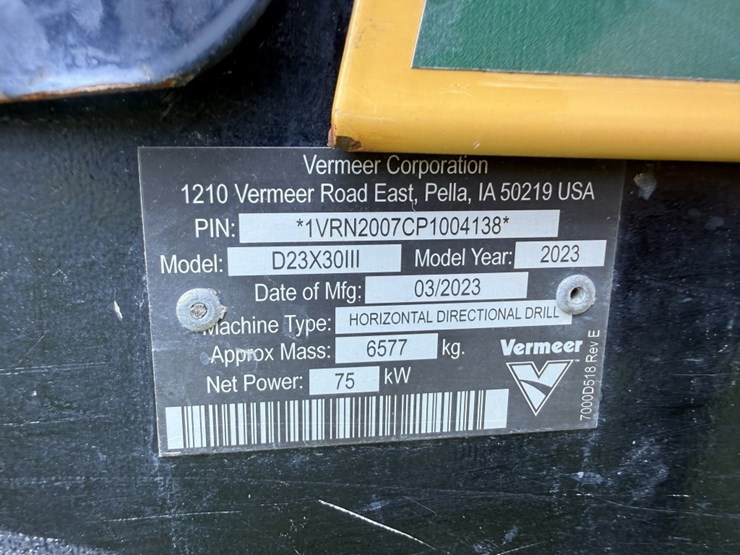 Vermeer Corporation
1210 Vermeer Road East, Pella, IA 50219 USA
PIN: *1VRN2007CP1004138*
Model: D23X30III Model Year: 2023
Date of Mfg: 03/2023
Machine Type: HORIZONTAL DIRECTIONAL DRILL
Approx Mass: 6577 kg.
Net Power: 75 kW
Vermeer
7000D518 Rev E